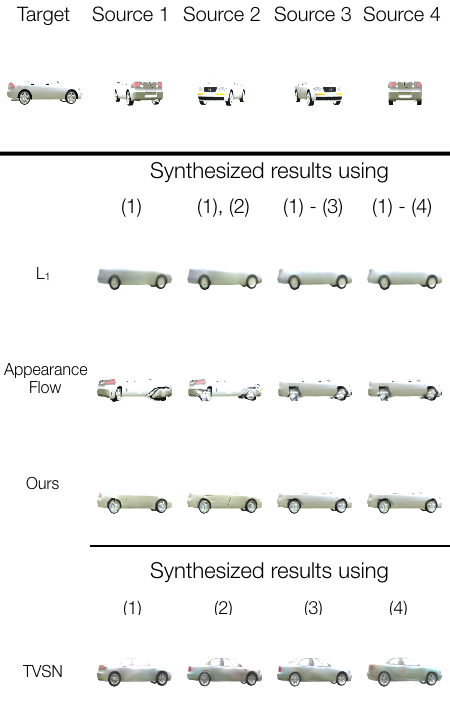 Target Source 1 Source 2 Source 3 Source 4
Synthesized results using
(1) (1), (2) (1) - (3) (1) - (4)
L₁
Appearance
Flow
Ours
Synthesized results using
(1) (2) (3) (4)
TVSN